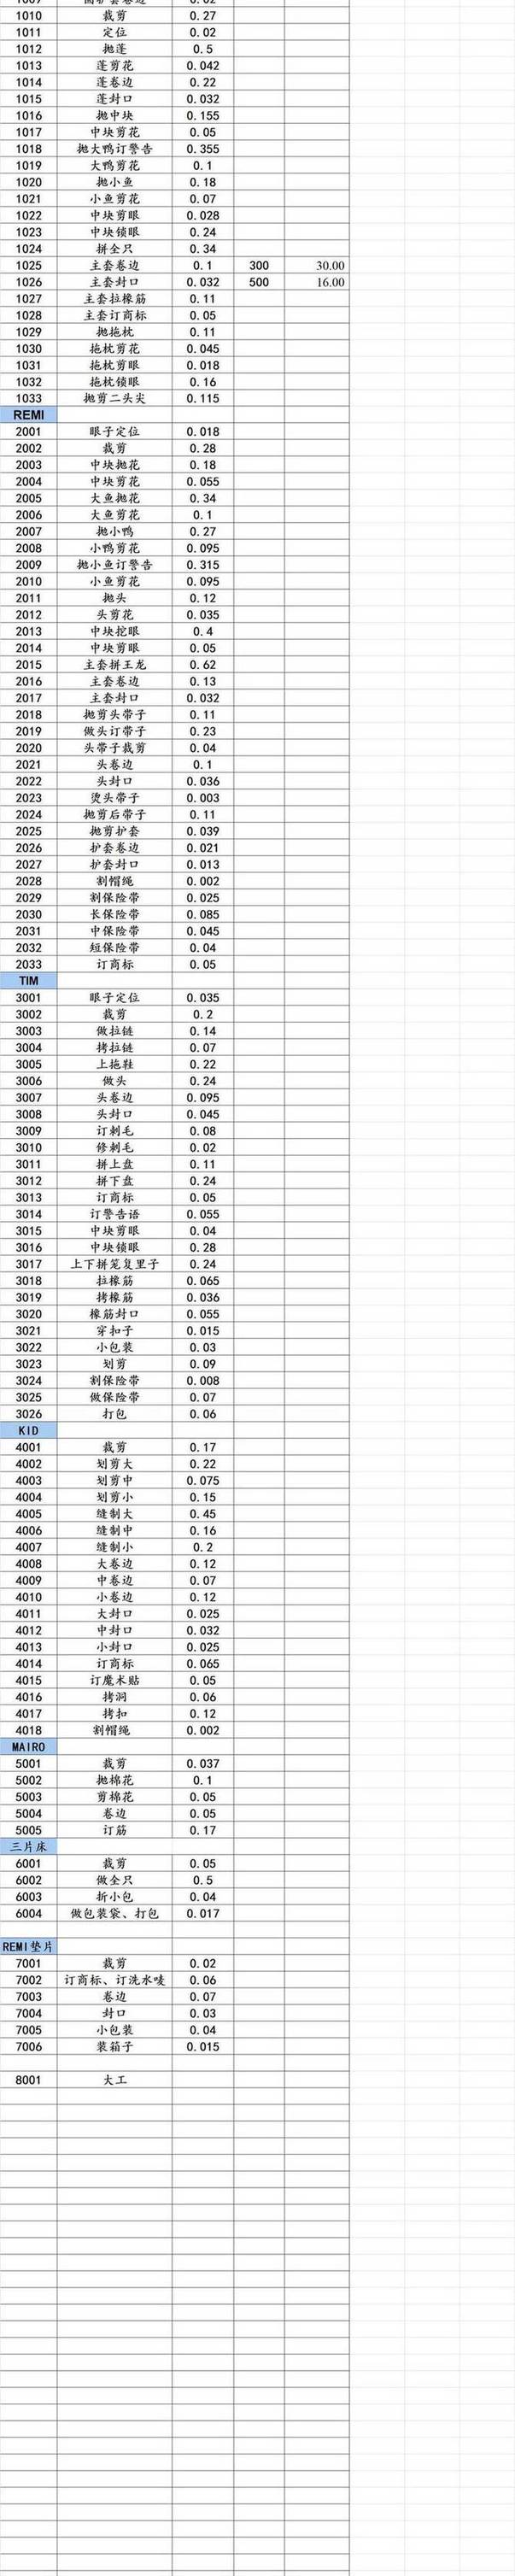 1010 裁剪 0.27
1011 定位 0.02
1012 抛蓬 0.5
1013 蓬剪花 0.042
1014 蓬卷边 0.22
1015 蓬封口 0.032
1016 抛中块 0.155
1017 中块剪花 0.05
1018 抛大鸭订警告 0.355
1019 大鸭剪花 0.1
1020 抛小鱼 0.18
1021 小鱼剪花 0.07
1022 中块剪眼 0.028
1023 中块锁眼 0.24
1024 拼全只 0.34
1025 主套卷边 0.1 300 30.00
1026 主套封口 0.032 500 16.00
1027 主套拉橡筋 0.11
1028 主套订商标 0.05
1029 抛拖枕 0.11
1030 拖枕剪花 0.045
1031 拖枕剪眼 0.018
1032 拖枕锁眼 0.16
1033 抛剪二头尖 0.115
REMI
2001 眼子定位 0.018
2002 裁剪 0.28
2003 中块抛花 0.18
2004 中块剪花 0.055
2005 大鱼抛花 0.34
2006 大鱼剪花 0.1
2007 抛小鸭 0.27
2008 小鸭剪花 0.095
2009 抛小鱼订警告 0.315
2010 小鱼剪花 0.095
2011 抛头 0.12
2012 头剪花 0.035
2013 中块挖眼 0.4
2014 中块剪眼 0.05
2015 主套拼王龙 0.62
2016 主套卷边 0.13
2017 主套封口 0.032
2018 抛剪头带子 0.11
2019 做头订带子 0.23
2020 头带子裁剪 0.04
2021 头卷边 0.1
2022 头封口 0.036
2023 烫头带子 0.003
2024 抛剪后带子 0.11
2025 抛剪护套 0.039
2026 护套卷边 0.021
2027 护套封口 0.013
2028 割帽绳 0.002
2029 割保险带 0.025
2030 长保险带 0.085
2031 中保险带 0.045
2032 短保险带 0.04
2033 订商标 0.05
TIM
3001 眼子定位 0.035
3002 裁剪 0.2
3003 做拉链 0.14
3004 拷拉链 0.07
3005 上拖鞋 0.22
3006 做头 0.24
3007 头卷边 0.095
3008 头封口 0.045
3009 订刺毛 0.08
3010 修刺毛 0.02
3011 拼上盘 0.11
3012 拼下盘 0.24
3013 订商标 0.05
3014 订警告语 0.055
3015 中块剪眼 0.04
3016 中块锁眼 0.28
3017 上下拼笼复里子 0.24
3018 拉橡筋 0.065
3019 拷橡筋 0.036
3020 橡筋封口 0.055
3021 穿扣子 0.015
3022 小包装 0.03
3023 划剪 0.09
3024 割保险带 0.008
3025 做保险带 0.07
3026 打包 0.06
KID
4001 裁剪 0.17
4002 划剪大 0.22
4003 划剪中 0.075
4004 划剪小 0.15
4005 缝制大 0.45
4006 缝制中 0.16
4007 缝制小 0.2
4008 大卷边 0.12
4009 中卷边 0.07
4010 小卷边 0.12
4011 大封口 0.025
4012 中封口 0.032
4013 小封口 0.025
4014 订商标 0.065
4015 订魔术贴 0.05
4016 拷洞 0.06
4017 拷扣 0.12
4018 割帽绳 0.002
MAIRO
5001 裁剪 0.037
5002 抛棉花 0.1
5003 剪棉花 0.05
5004 卷边 0.05
5005 订筋 0.17
三片床
6001 裁剪 0.05
6002 做全只 0.5
6003 折小包 0.04
6004 做包装袋、打包 0.017
REMI垫片
7001 裁剪 0.02
7002 订商标、订洗水唛 0.06
7003 卷边 0.07
7004 封口 0.03
7005 小包装 0.04
7006 装箱子 0.015
8001 大工